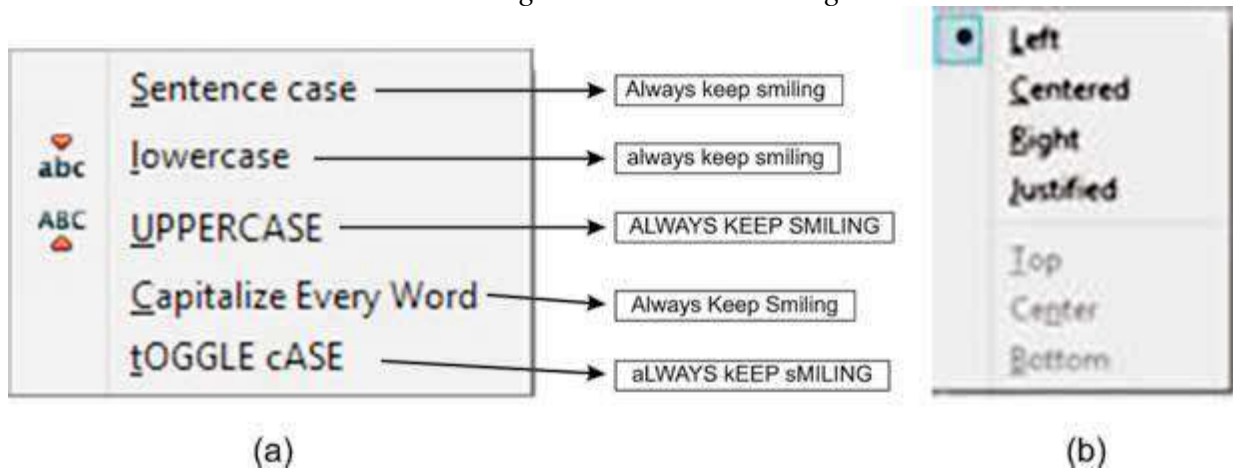 Sentence case
Always keep smiling
abc
lowercase
always keep smiling
ABC
UPPERCASE
ALWAYS KEEP SMILING
Capitalize Every Word
Always Keep Smiling
tOGGLE cASE
aLWAYS kEEP sMILING
(a)
Left
Centered
Right
Justified
Top
Center
Bottom
(b)